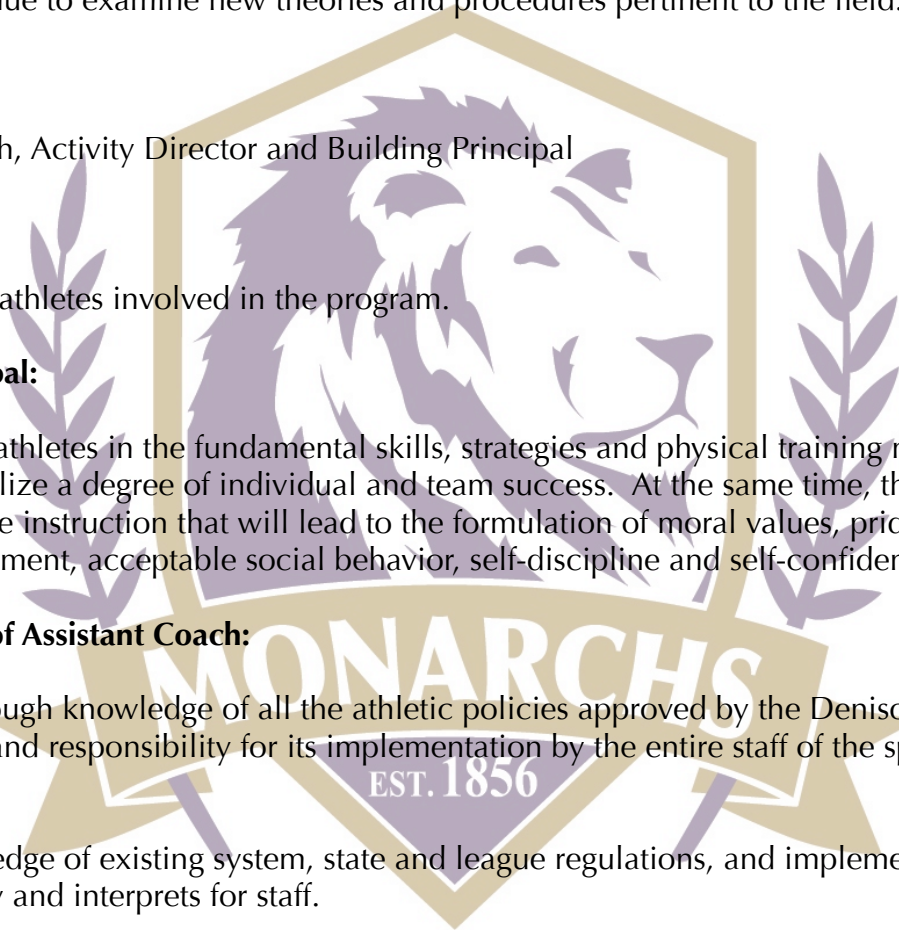 ue to examine new theories and procedures pertinent to the field.
h, Activity Director and Building Principal
athletes involved in the program.
al:
athletes in the fundamental skills, strategies and physical training
lize a degree of individual and team success. At the same time, th
e instruction that will lead to the formulation of moral values, prid
ment, acceptable social behavior, self-discipline and self-confiden
of Assistant Coach:
MONARCHS
ugh knowledge of all the athletic policies approved by the Deniso
and responsibility for its implementation by the entire staff of the sp
EST. 1856
edge of existing system, state and league regulations, and impleme
and interprets for staff.